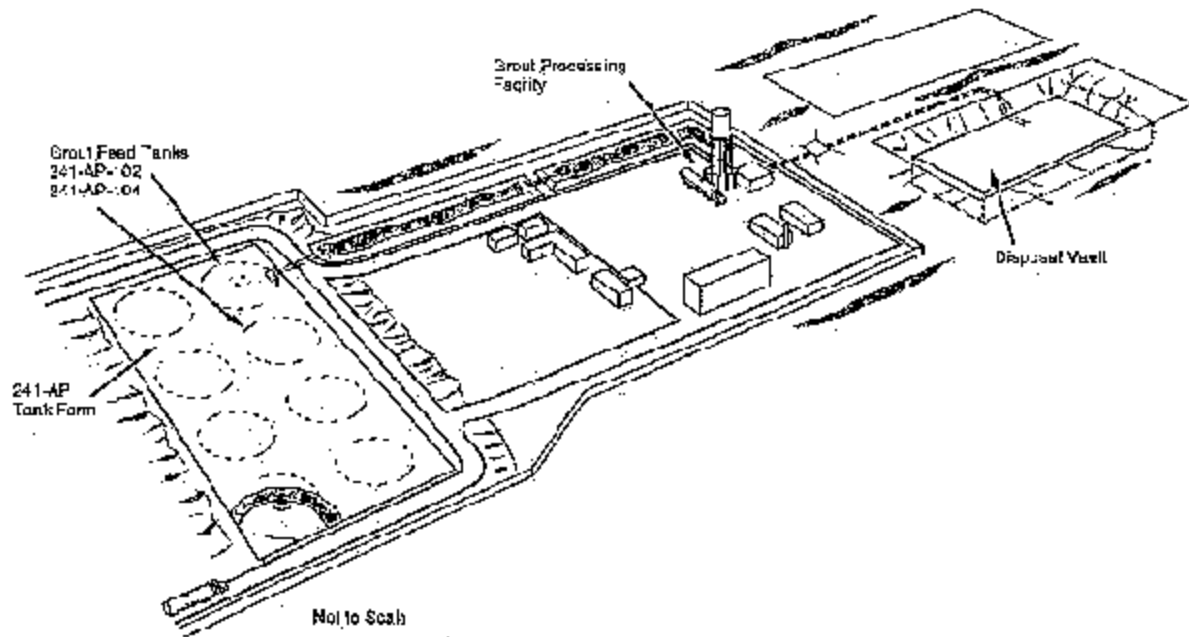 Grout Processing
Facility
Grout Feed Tanks
241-AP-102
241-AP-104
Disposal Vault
241-AP
Tank Farm
Not to Scale